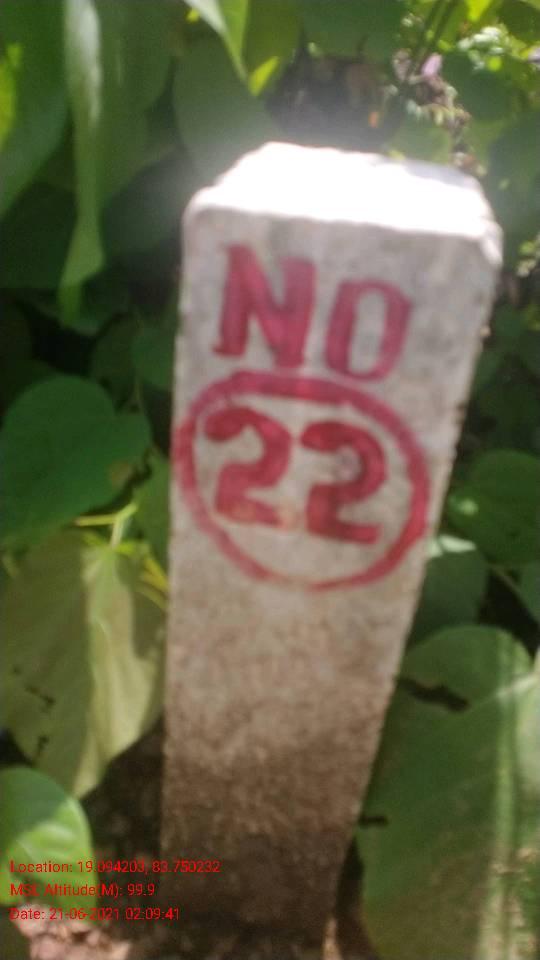 NO
22
Location: 19.094203, 83.750232
MSL Altitude(M): 99.9
Date: 21-06-2021 02:09:41